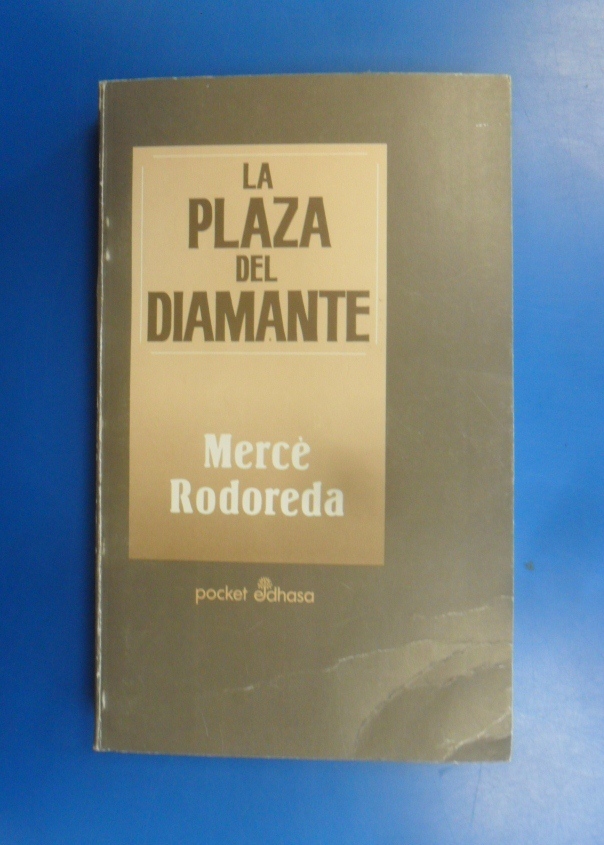 LA
PLAZA
DEL
DIAMANTE
Mercè
Rodoreda
pocket edhasa